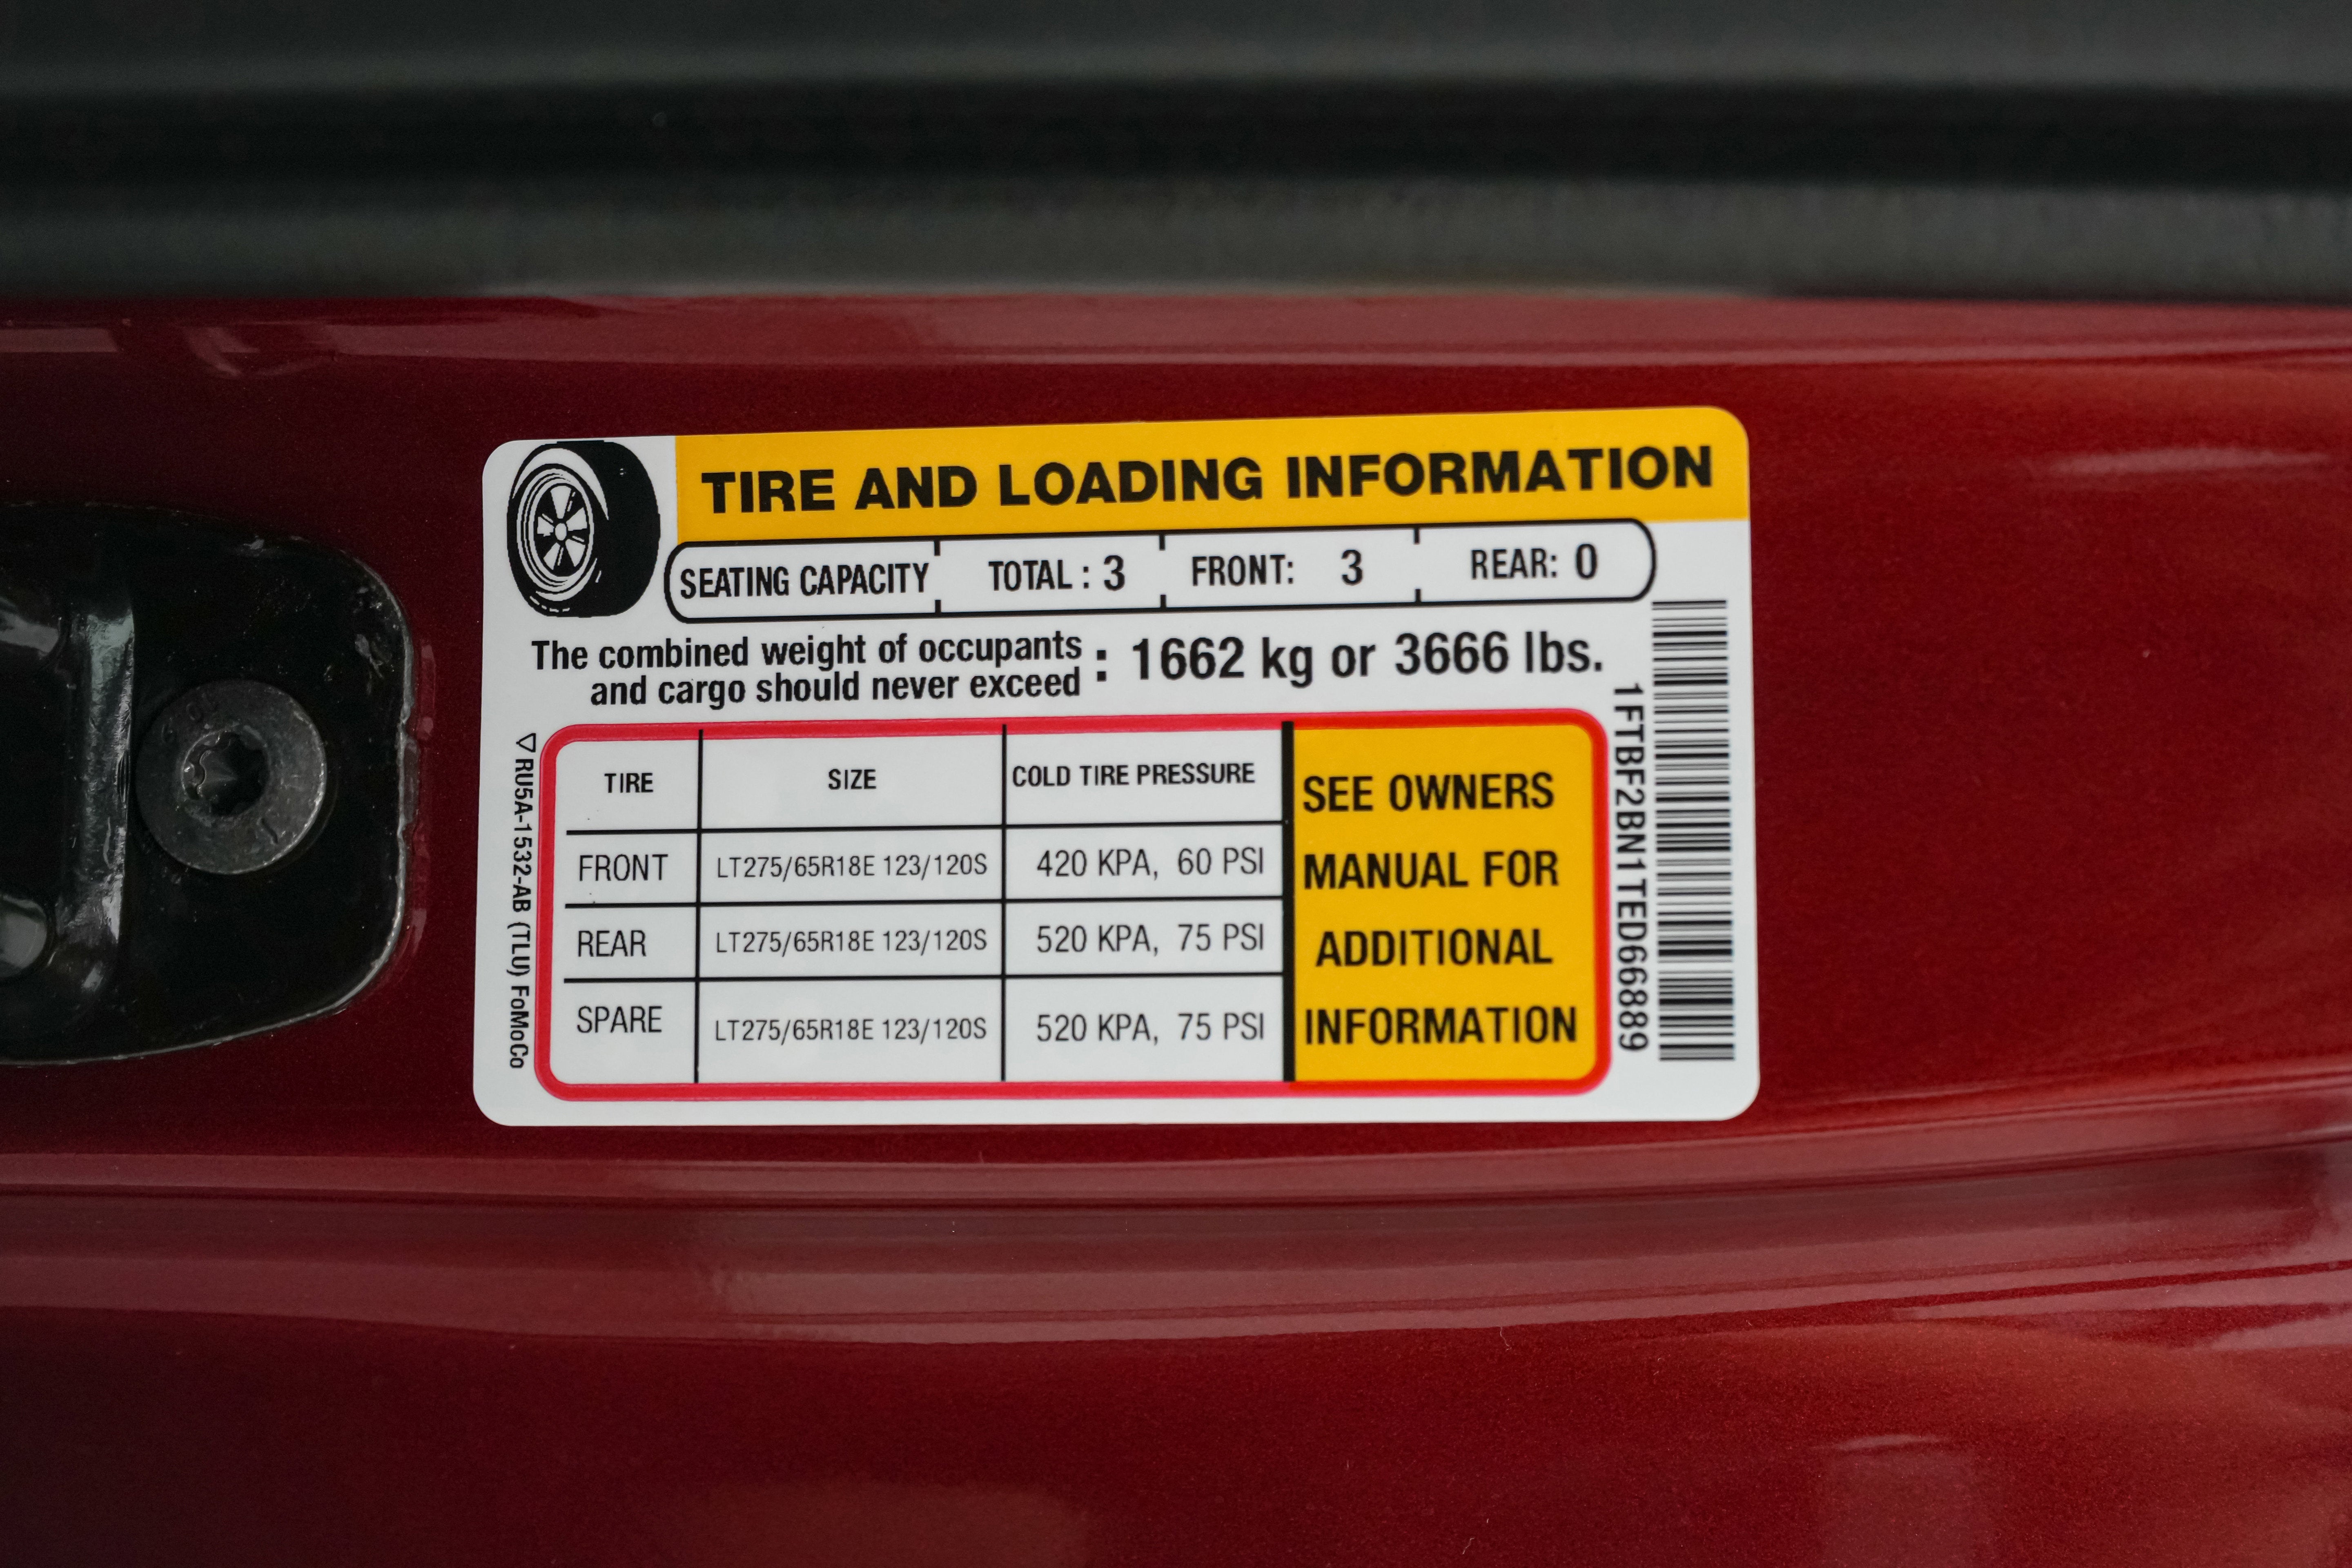 TIRE AND LOADING INFORMATION
SEATING CAPACITY TOTAL : 3 FRONT: 3 REAR: 0
The combined weight of occupants
and cargo should never exceed : 1662 kg or 3666 lbs.
TIRE SIZE COLD TIRE PRESSURE
FRONT LT275/65R18E 123/120S 420 KPA, 60 PSI
REAR LT275/65R18E 123/120S 520 KPA, 75 PSI
SPARE LT275/65R18E 123/120S 520 KPA, 75 PSI
SEE OWNERS
MANUAL FOR
ADDITIONAL
INFORMATION
1FTBF2BN1TED66889
RU5A-1532-AB (TLU) FoMoCo